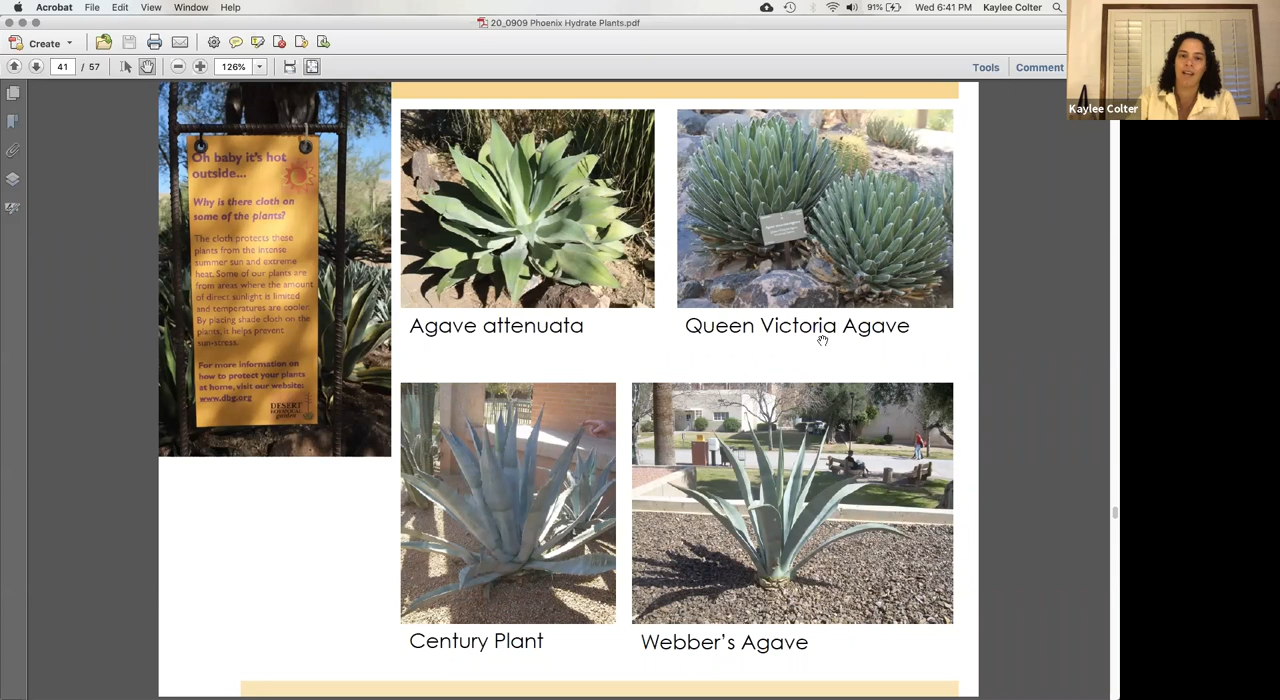 Acrobat File Edit View Window Help
91% Wed 6:41 PM Kaylee Colter
20_0909 Phoenix Hydrate Plants.pdf
Create
41 / 57
126%
Tools Comment
Kaylee Colter
Oh baby it's hot
outside...
Why is there cloth on
some of the plants?
The cloth protects these
plants from the intense
summer sun and extreme
heat. Some of our plants are
from areas where the amount
of direct sunlight is limited
and temperatures are cooler.
By placing shade cloth on the
plants, it helps prevent
sun-stress.
For more information on
how to protect your plants
at home, visit our website:
www.dbg.org
DESERT
BOTANICAL
garden
Agave attenuata
Queen Victoria Agave
Century Plant
Webber's Agave